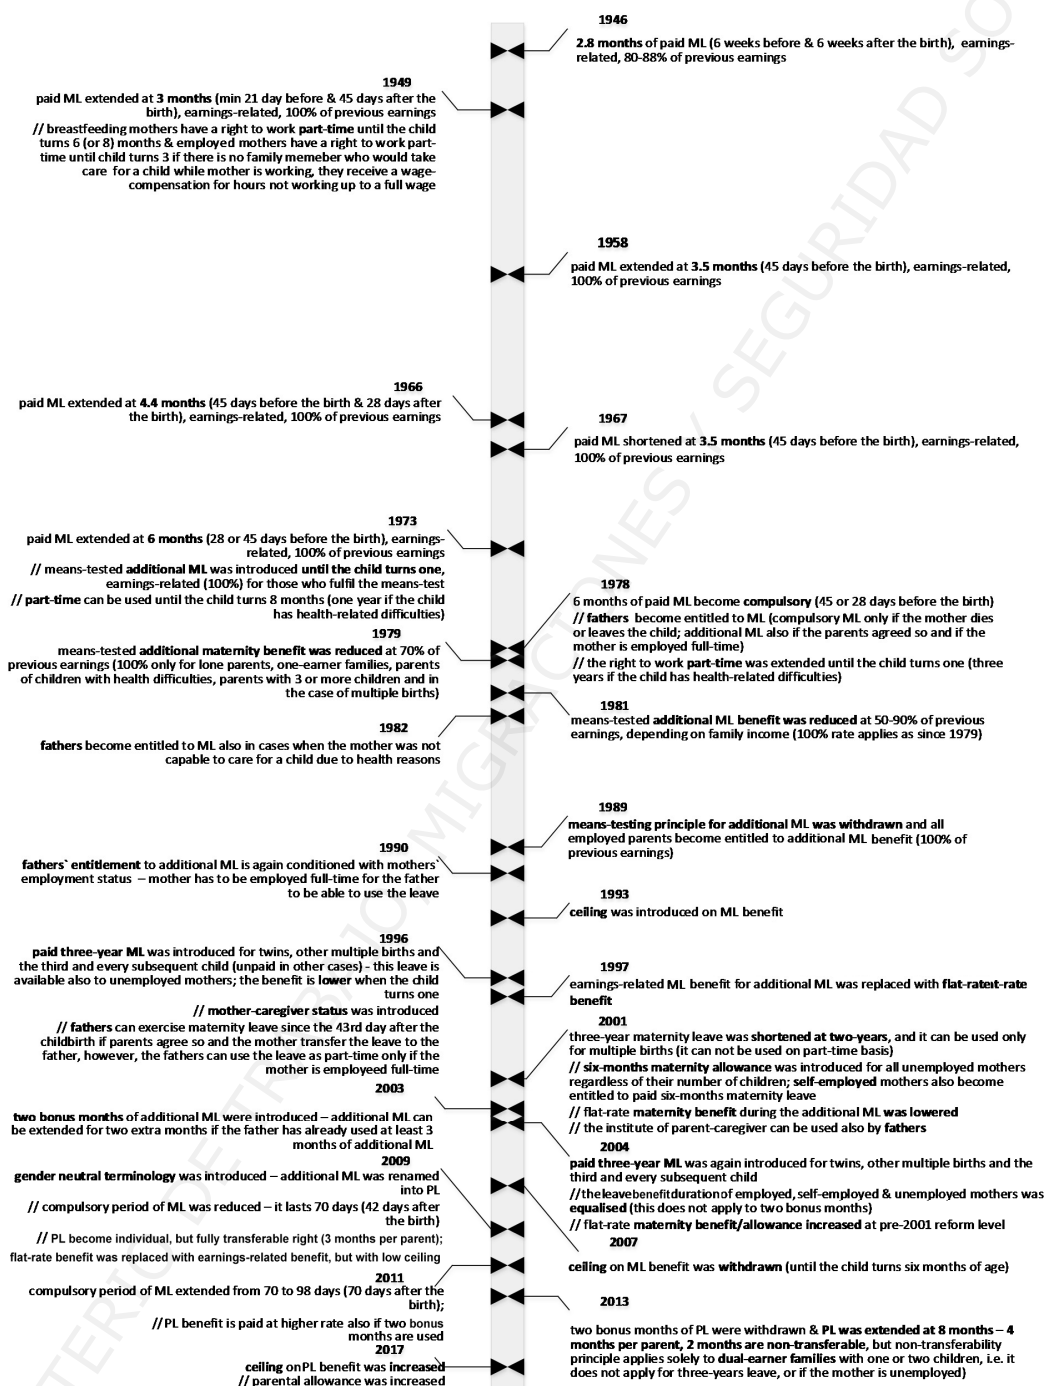 1946
2.8 months of paid ML (6 weeks before & 6 weeks after the birth), earnings-
related, 80-88% of previous earnings
1949
paid ML extended at 3 months (min 21 day before & 45 days after the
birth), earnings-related, 100% of previous earnings
// breastfeeding mothers have a right to work part-time until the child
turns 6 (or 8) months & employed mothers have a right to work part-
time until child turns 3 if there is no family memeber who would take
care for a child while mother is working, they receive a wage-
compensation for hours not working up to a full wage
1958
paid ML extended at 3.5 months (45 days before the birth), earnings-related,
100% of previous earnings
1966
paid ML extended at 4.4 months (45 days before the birth & 28 days after
the birth), earnings-related, 100% of previous earnings
1967
paid ML shortened at 3.5 months (45 days before the birth), earnings-related,
100% of previous earnings
1973
paid ML extended at 6 months (28 or 45 days before the birth), earnings-
related, 100% of previous earnings
// means-tested additional ML was introduced until the child turns one,
earnings-related (100%) for those who fulfil the means-test
// part-time can be used until the child turns 8 months (one year if the child
has health-related difficulties)
1978
6 months of paid ML become compulsory (45 or 28 days before the birth)
// fathers become entitled to ML (compulsory ML only if the mother dies
or leaves the child; additional ML also if the parents agreed so and if the
mother is employed full-time)
// the right to work part-time was extended until the child turns one (three
years if the child has health-related difficulties)
1979
means-tested additional maternity benefit was reduced at 70% of
previous earnings (100% only for lone parents, one-earner families, parents
of children with health difficulties, parents with 3 or more children and in
the case of multiple births)
1981
means-tested additional ML benefit was reduced at 50-90% of previous
earnings, depending on family income (100% rate applies as since 1979)
1982
fathers become entitled to ML also in cases when the mother was not
capable to care for a child due to health reasons
1989
means-testing principle for additional ML was withdrawn and all
employed parents become entitled to additional ML benefit (100% of
previous earnings)
1990
fathers` entitlement to additional ML is again conditioned with mothers`
employment status – mother has to be employed full-time for the father
to be able to use the leave
1993
ceiling was introduced on ML benefit
1996
paid three-year ML was introduced for twins, other multiple births and
the third and every subsequent child (unpaid in other cases) - this leave is
available also to unemployed mothers; the benefit is lower when the child
turns one
// mother-caregiver status was introduced
// fathers can exercise maternity leave since the 43rd day after the
childbirth if parents agree so and the mother transfer the leave to the
father, however, the fathers can use the leave as part-time only if the
mother is employeed full-time
1997
earnings-related ML benefit for additional ML was replaced with flat-rateıt-rate
benefit
2001
three-year maternity leave was shortened at two-years, and it can be used only
for multiple births (it can not be used on part-time basis)
// six-months maternity allowance was introduced for all unemployed mothers
regardless of their number of children; self-employed mothers also become
entitled to paid six-months maternity leave
// flat-rate maternity benefit during the additional ML was lowered
// the institute of parent-caregiver can be used also by fathers
2003
two bonus months of additional ML were introduced – additional ML can
be extended for two extra months if the father has already used at least 3
months of additional ML
2004
paid three-year ML was again introduced for twins, other multiple births and the
third and every subsequent child
//the leave benefit duration of employed, self-employed & unemployed mothers was
equalised (this does not apply to two bonus months)
// flat-rate maternity benefit/allowance increased at pre-2001 reform level
2007
ceiling on ML benefit was withdrawn (until the child turns six months of age)
2009
gender neutral terminology was introduced – additional ML was renamed
into PL
// compulsory period of ML was reduced – it lasts 70 days (42 days after
the birth)
// PL become individual, but fully transferable right (3 months per parent);
flat-rate benefit was replaced with earnings-related benefit, but with low ceiling
2011
compulsory period of ML extended from 70 to 98 days (70 days after the
birth);
//PL benefit is paid at higher rate also if two bonus
months are used
2013
two bonus months of PL were withdrawn & PL was extended at 8 months – 4
months per parent, 2 months are non-transferable, but non-transferability
principle applies solely to dual-earner families with one or two children, i.e. it
does not apply for three-years leave, or if the mother is unemployed)
2017
ceiling on PL benefit was increased
// parental allowance was increased
TERIO DE TRABAJO, MIGRACIONES Y SEGURIDAD SO